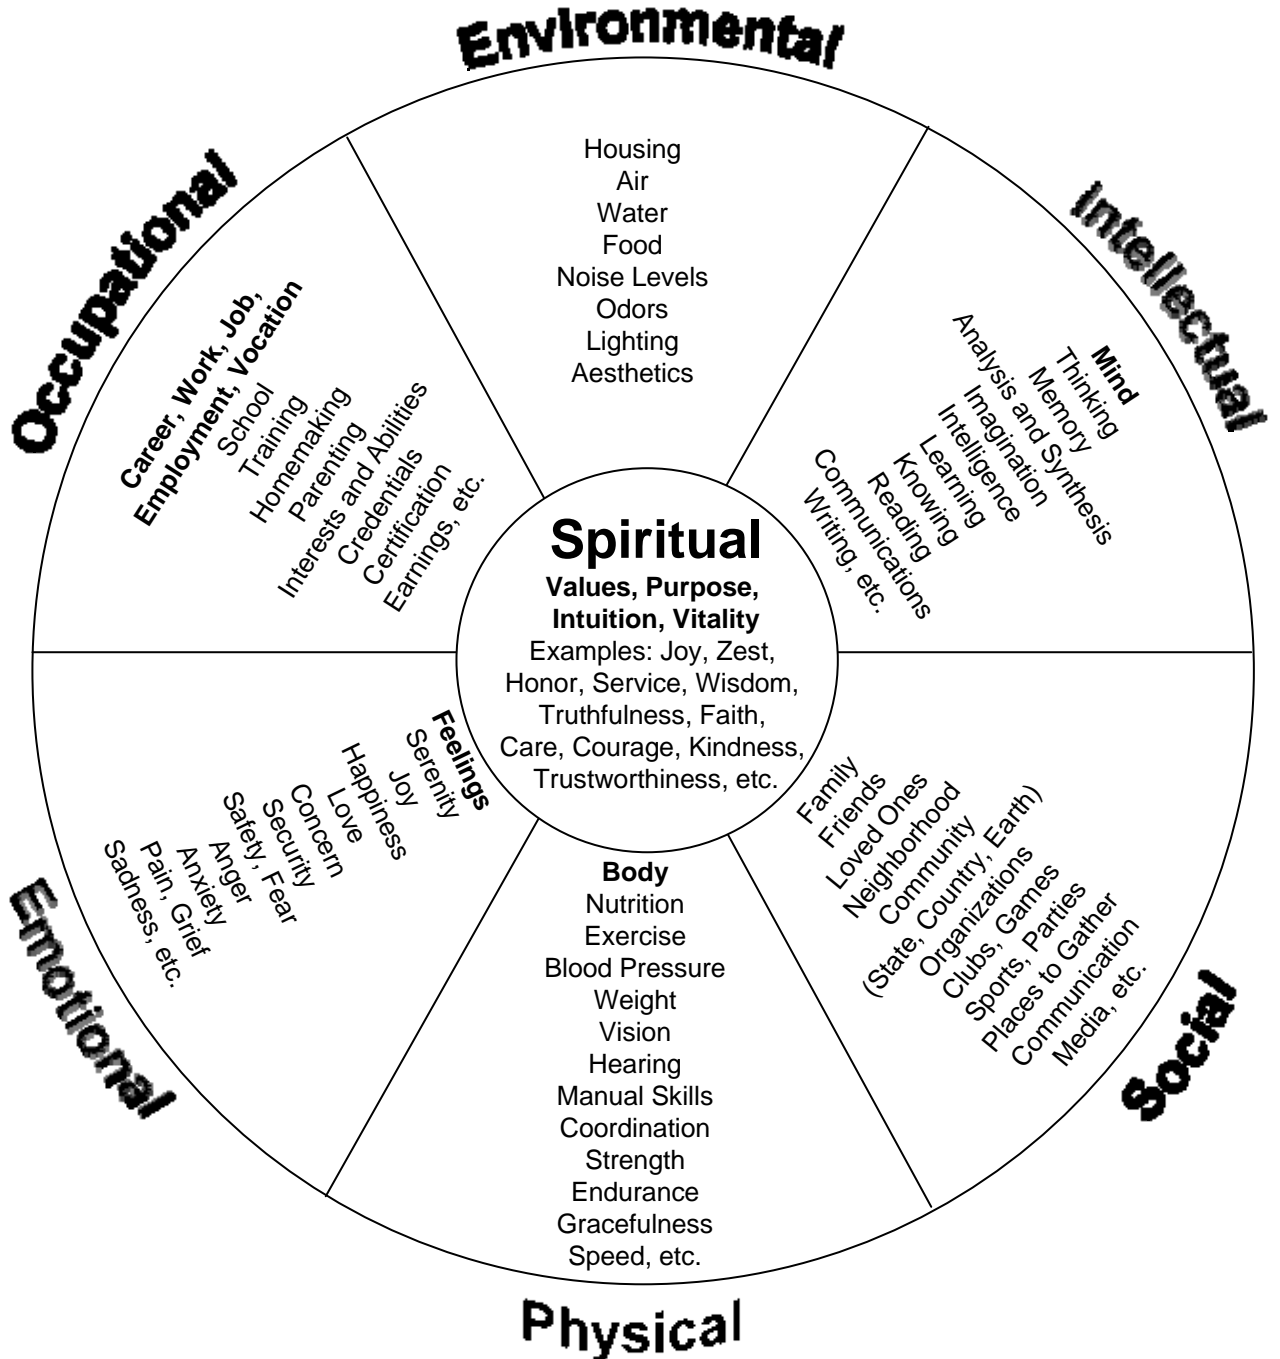 Environmental
Housing
Air
Water
Food
Noise Levels
Odors
Lighting
Aesthetics
Intellectual
Mind
Thinking
Memory
Analysis and Synthesis
Imagination
Intelligence
Learning
Knowing
Reading
Communications
Writing, etc.
Occupational
Career, Work, Job,
Employment, Vocation
School
Training
Homemaking
Parenting
Interests and Abilities
Credentials
Certification
Earnings, etc.
Spiritual
Values, Purpose,
Intuition, Vitality
Examples: Joy, Zest,
Honor, Service, Wisdom,
Truthfulness, Faith,
Care, Courage, Kindness,
Trustworthiness, etc.
Emotional
Feelings
Serenity
Joy
Happiness
Love
Concern
Security
Safety, Fear
Anger
Anxiety
Pain, Grief
Sadness, etc.
Body
Nutrition
Exercise
Blood Pressure
Weight
Vision
Hearing
Manual Skills
Coordination
Strength
Endurance
Gracefulness
Speed, etc.
Physical
Family
Friends
Loved Ones
Neighborhood
Community
(State, Country, Earth)
Organizations
Clubs, Games
Sports, Parties
Places to Gather
Communication
Media, etc.
Social